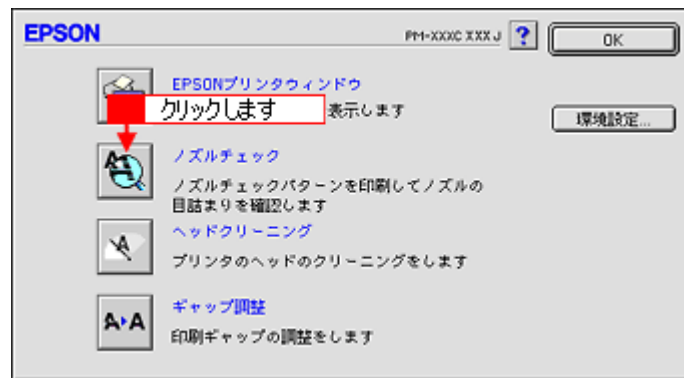 EPSON
PM-XXXC XXX J
?
OK
EPSONプリンタウィンドウ
クリックします
表示します
環境設定...
ノズルチェック
ノズルチェックパターンを印刷してノズルの
目詰まりを確認します
ヘッドクリーニング
プリンタのヘッドのクリーニングをします
ギャップ調整
印刷ギャップの調整をします